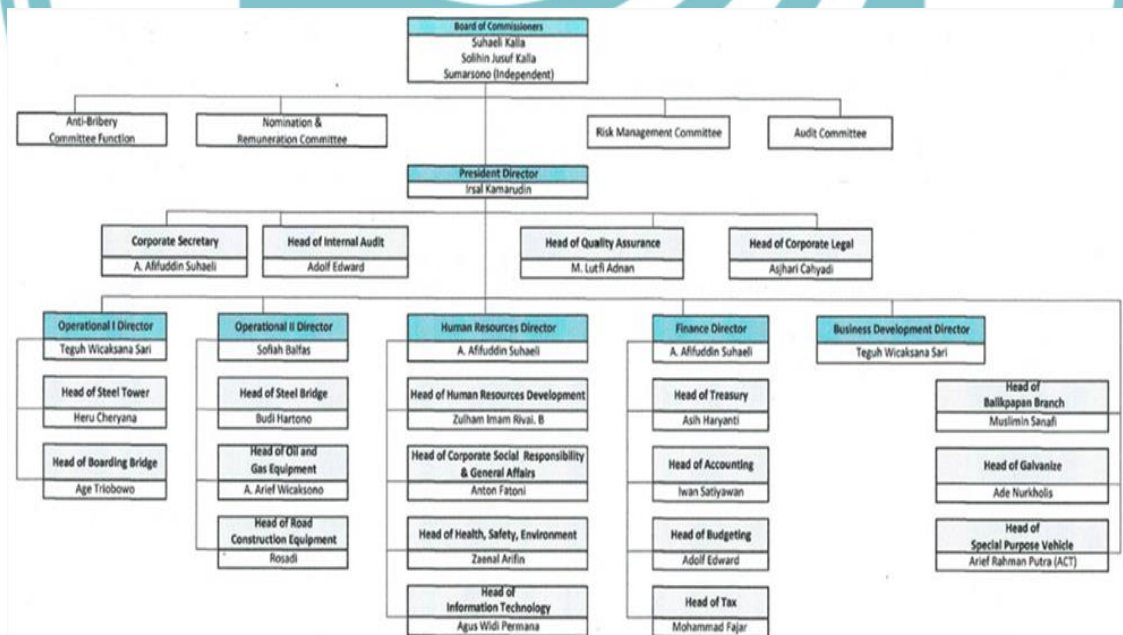 Board of Commissioners
Suhaeli Kalla
Solihin Jusuf Kalla
Sumarsono (Independent)
Anti-Bribery
Committee Function
Nomination &
Remuneration Committee
Risk Management Committee
Audit Committee
President Director
Irsal Kamarudin
Corporate Secretary
A. Afifuddin Suhaeli
Head of Internal Audit
Adolf Edward
Head of Quality Assurance
M. Lutfi Adnan
Head of Corporate Legal
Asjhari Cahyadi
Operational I Director
Teguh Wicaksana Sari
Head of Steel Tower
Heru Cheryana
Head of Boarding Bridge
Age Triobowo
Operational II Director
Sofiah Balfas
Head of Steel Bridge
Budi Hartono
Head of Oil and
Gas Equipment
A. Arief Wicaksono
Head of Road
Construction Equipment
Rosadi
Human Resources Director
A. Afifuddin Suhaeli
Head of Human Resources Development
Zulham Imam Rivai. B
Head of Corporate Social Responsibility
& General Affairs
Anton Fatoni
Head of Health, Safety, Environment
Zaenal Arifin
Head of
Information Technology
Agus Widi Permana
Finance Director
A. Afifuddin Suhaeli
Head of Treasury
Asih Haryanti
Head of Accounting
Iwan Satiyawan
Head of Budgeting
Adolf Edward
Head of Tax
Mohammad Fajar
Business Development Director
Teguh Wicaksana Sari
Head of
Balikpapan Branch
Muslimin Sanafi
Head of Galvanize
Ade Nurkholis
Head of
Special Purpose Vehicle
Arief Rahman Putra (ACT)